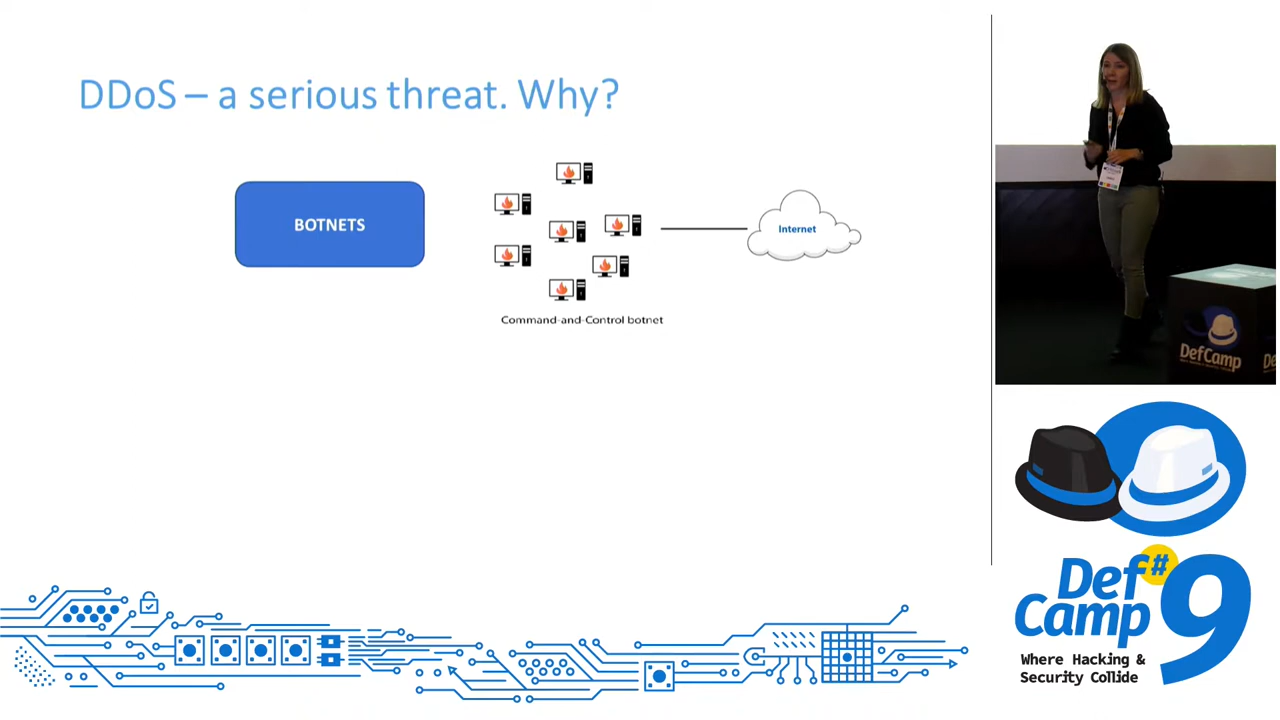 DDoS – a serious threat. Why?
BOTNETS
Internet
Command-and-Control botnet
DefCamp
Def
#
Camp
9
Where Hacking &
Security Collide